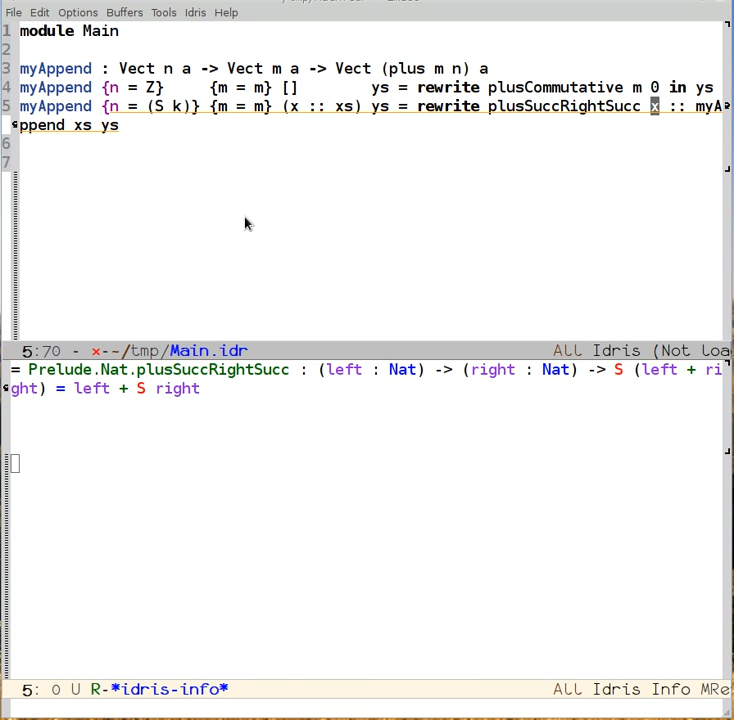 File Edit Options Buffers Tools Idris Help
1 module Main
2
3 myAppend : Vect n a -> Vect m a -> Vect (plus m n) a
4 myAppend {n = Z} {m = m} [] ys = rewrite plusCommutative m 0 in ys
5 myAppend {n = (S k)} {m = m} (x :: xs) ys = rewrite plusSuccRightSucc x :: myA
ppend xs ys
6
7
5:70 - x--/tmp/Main.idr All Idris (Not Loa
= Prelude.Nat.plusSuccRightSucc : (left : Nat) -> (right : Nat) -> S (left + ri
ght) = left + S right
5: 0 U R-*idris-info* All Idris Info MRe